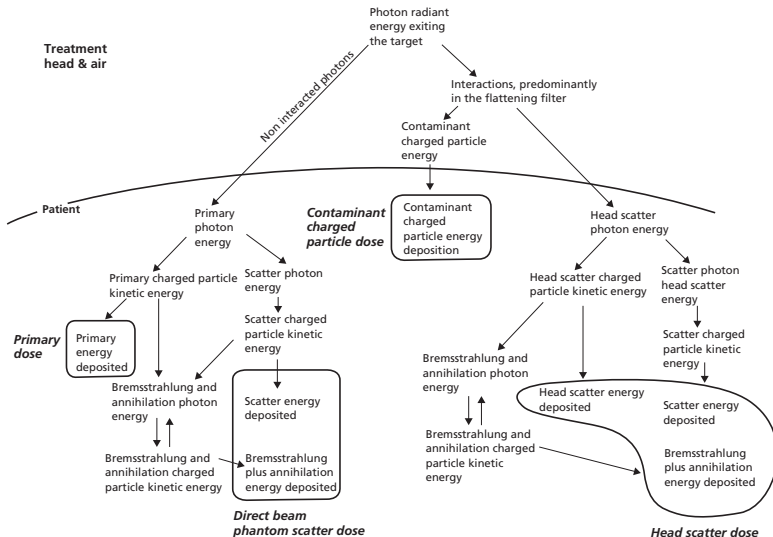 Photon radiant
energy exiting
the target
Treatment
head & air
Non interacted photons
Interactions, predominantly
in the flattening filter
Contaminant
charged particle
energy
Patient
Primary
photon
energy
Contaminant
charged
particle dose
Contaminant
charged
particle energy
deposition
Head scatter
photon energy
Primary charged particle
kinetic energy
Scatter photon
energy
Head scatter charged
particle kinetic energy
Scatter photon
head scatter
energy
Primary
dose
Primary
energy
deposited
Scatter charged
particle kinetic
energy
Scatter charged
particle kinetic
energy
Bremsstrahlung and
annihilation photon
energy
Scatter energy
deposited
Bremsstrahlung and
annihilation photon
energy
Head scatter energy
deposited
Scatter energy
deposited
Bremsstrahlung and
annihilation charged
particle kinetic energy
Bremsstrahlung
plus annihilation
energy deposited
Bremsstrahlung and
annihilation charged
particle kinetic energy
Bremsstrahlung
plus annihilation
energy deposited
Direct beam
phantom scatter dose
Head scatter dose